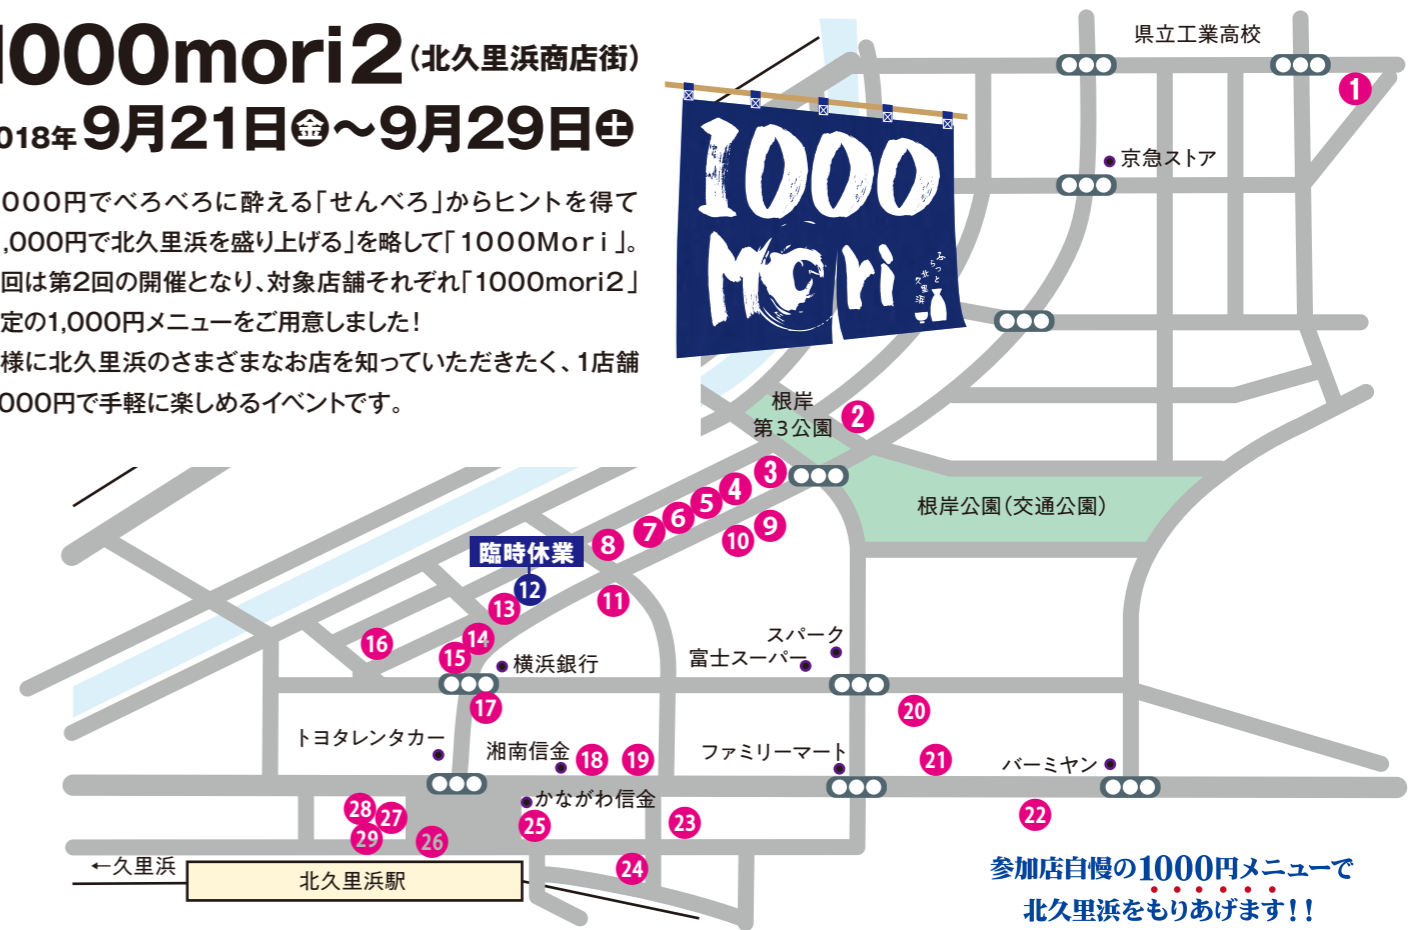 1000mori2(北久里浜商店街)
018年 9月21日金〜9月29日土
000円でべろべろに酔える「せんべろ」からヒントを得て
,000円で北久里浜を盛り上げる」を略して「1000Mori」。
回は第2回の開催となり、対象店舗それぞれ「1000mori2」
定の1,000円メニューをご用意しました!
様に北久里浜のさまざまなお店を知っていただきたく、1店舗
000円で手軽に楽しめるイベントです。
1000
Mori
ふらっと
北久里浜
県立工業高校
1
京急ストア
根岸
第3公園
2
3
4
5
6
7
8
9
10
根岸公園(交通公園)
臨時休業
12
11
13
14
15
16
横浜銀行
スパーク
富士スーパー
17
20
トヨタレンタカー
湘南信金
18
19
ファミリーマート
21
バーミヤン
かながわ信金
28
27
29
26
25
23
22
24
←久里浜
北久里浜駅
参加店自慢の1000円メニューで
北久里浜をもりあげます!!